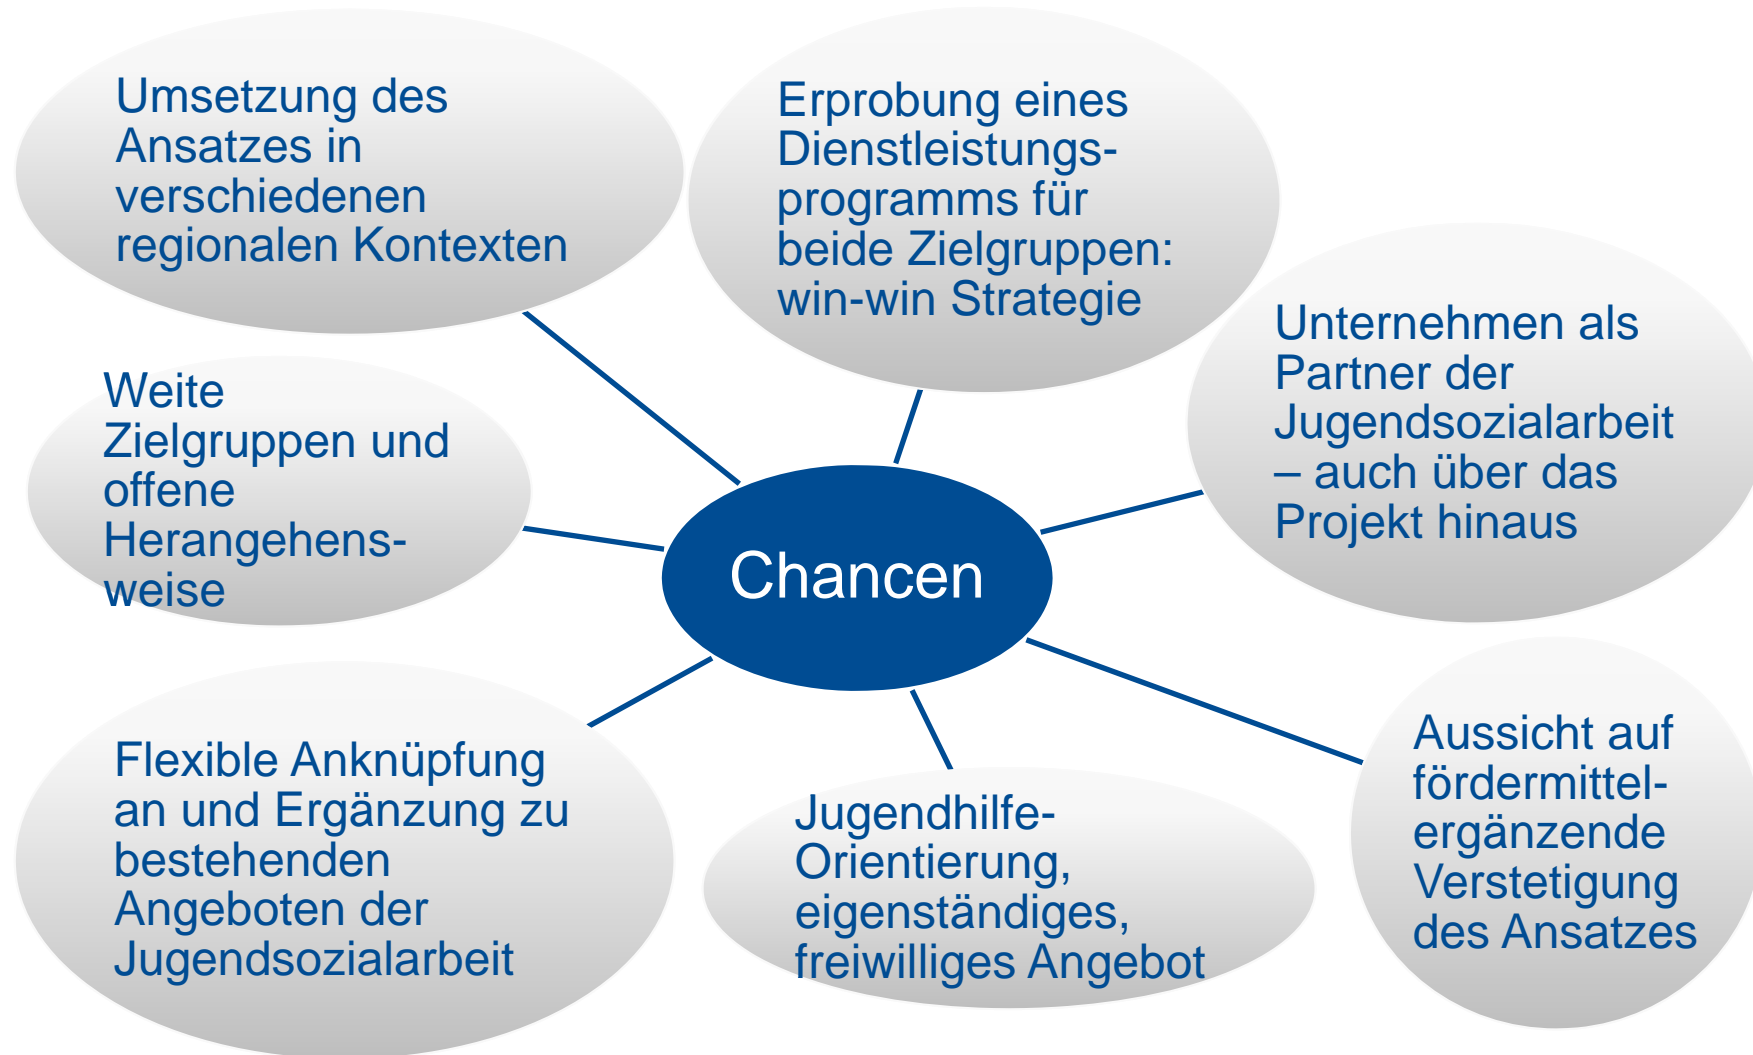 Umsetzung des
Ansatzes in
verschiedenen
regionalen Kontexten
Erprobung eines
Dienstleistungs-
programms für
beide Zielgruppen:
win-win Strategie
Unternehmen als
Partner der
Jugendsozialarbeit
– auch über das
Projekt hinaus
Weite
Zielgruppen und
offene
Herangehens-
weise
Chancen
Flexible Anknüpfung
an und Ergänzung zu
bestehenden
Angeboten der
Jugendsozialarbeit
Jugendhilfe-
Orientierung,
eigenständiges,
freiwilliges Angebot
Aussicht auf
fördermittel-
ergänzende
Verstetigung
des Ansatzes